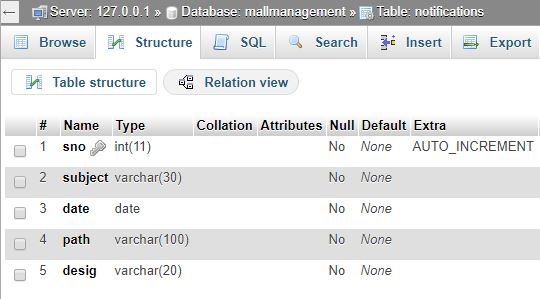 Server: 127.0.0.1 » Database: mallmanagement » Table: notifications
Browse Structure SQL Search Insert Export
Table structure Relation view
# Name Type Collation Attributes Null Default Extra
1 sno int(11) No None AUTO_INCREMENT
2 subject varchar(30) No None
3 date date No None
4 path varchar(100) No None
5 desig varchar(20) No None